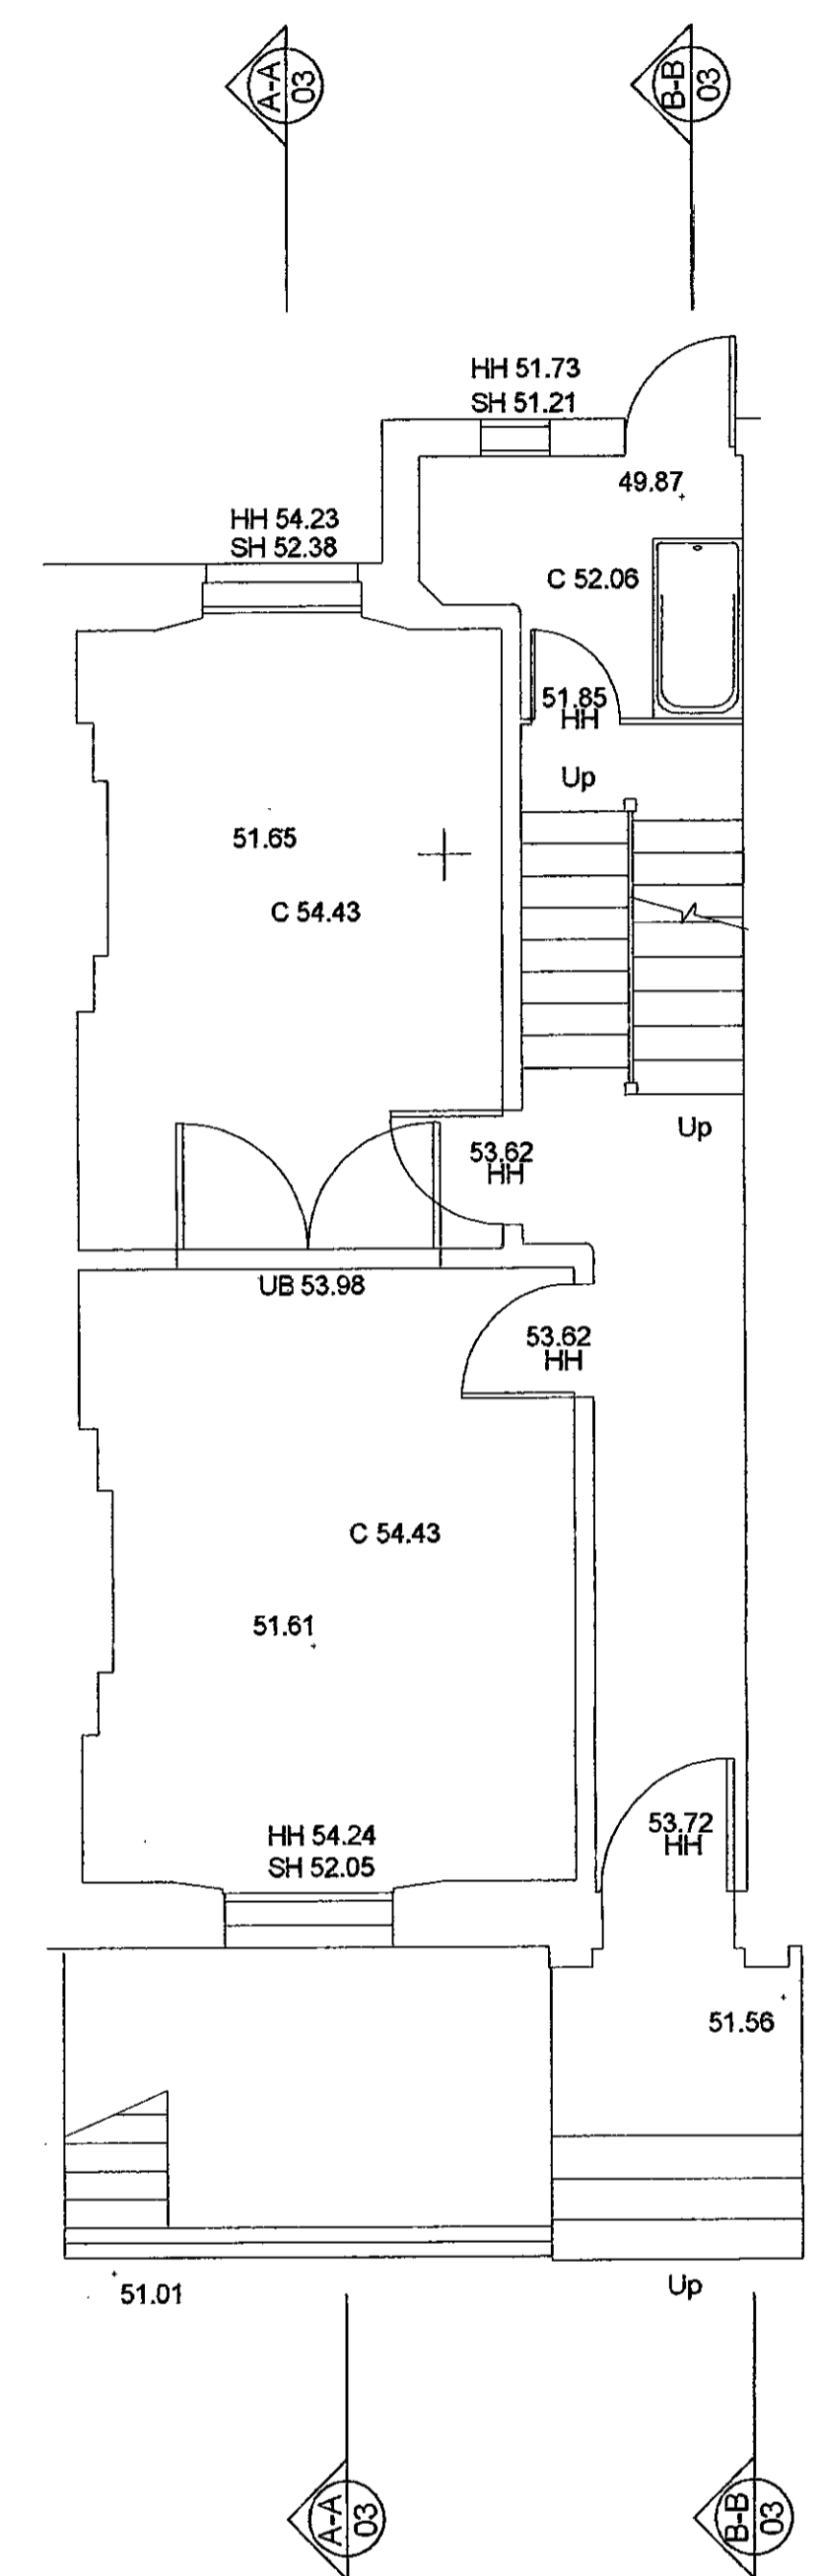 A-A
03
B-B
03
HH 51.73
SH 51.21
49.87
HH 54.23
SH 52.38
C 52.06
51.85
HH
Up
51.65
C 54.43
Up
53.62
HH
UB 53.98
53.62
HH
C 54.43
51.61
53.72
HH
HH 54.24
SH 52.05
51.56
51.01
Up
A-A
03
B-B
03